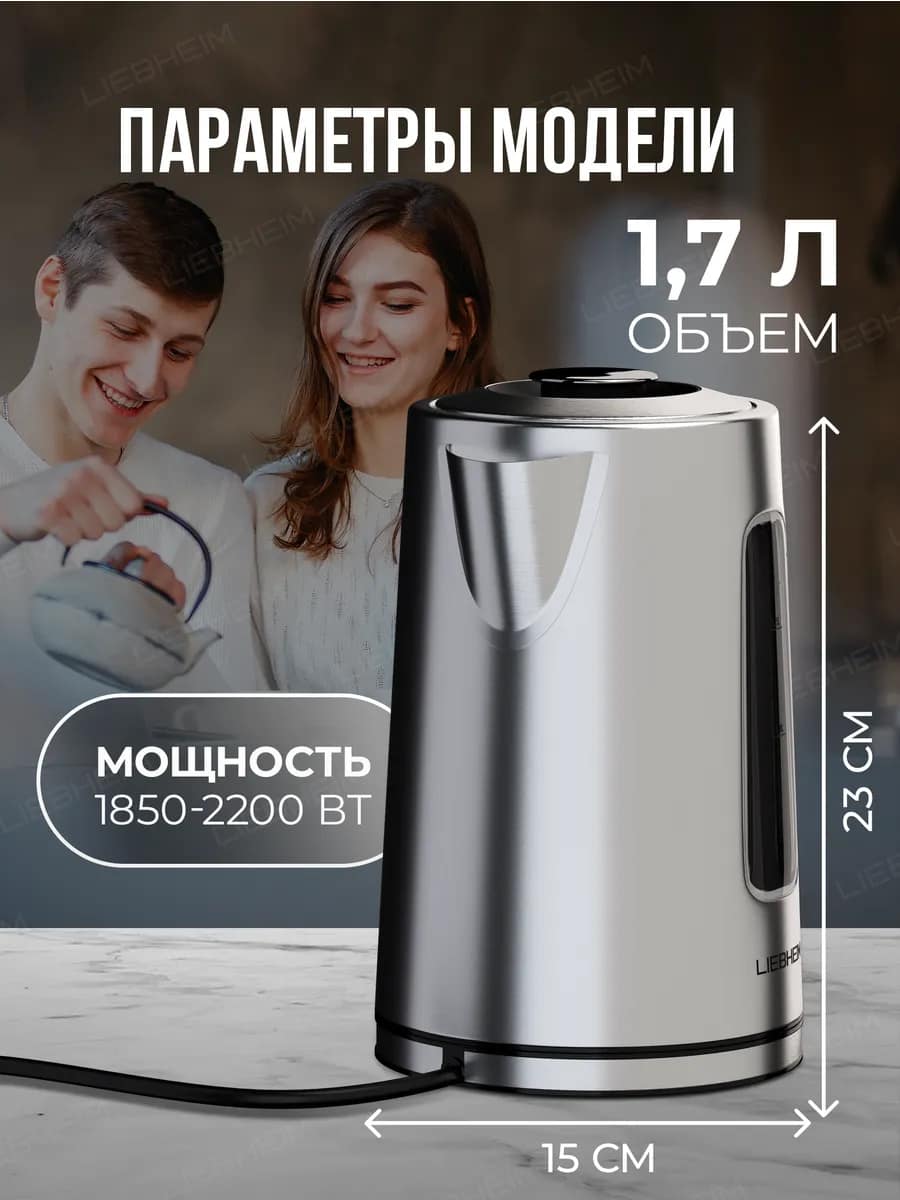 ПАРАМЕТРЫ МОДЕЛИ
1,7 Л
ОБЪЕМ
МОЩНОСТЬ
1850-2200 ВТ
23 СМ
LIEBHEIM
15 СМ